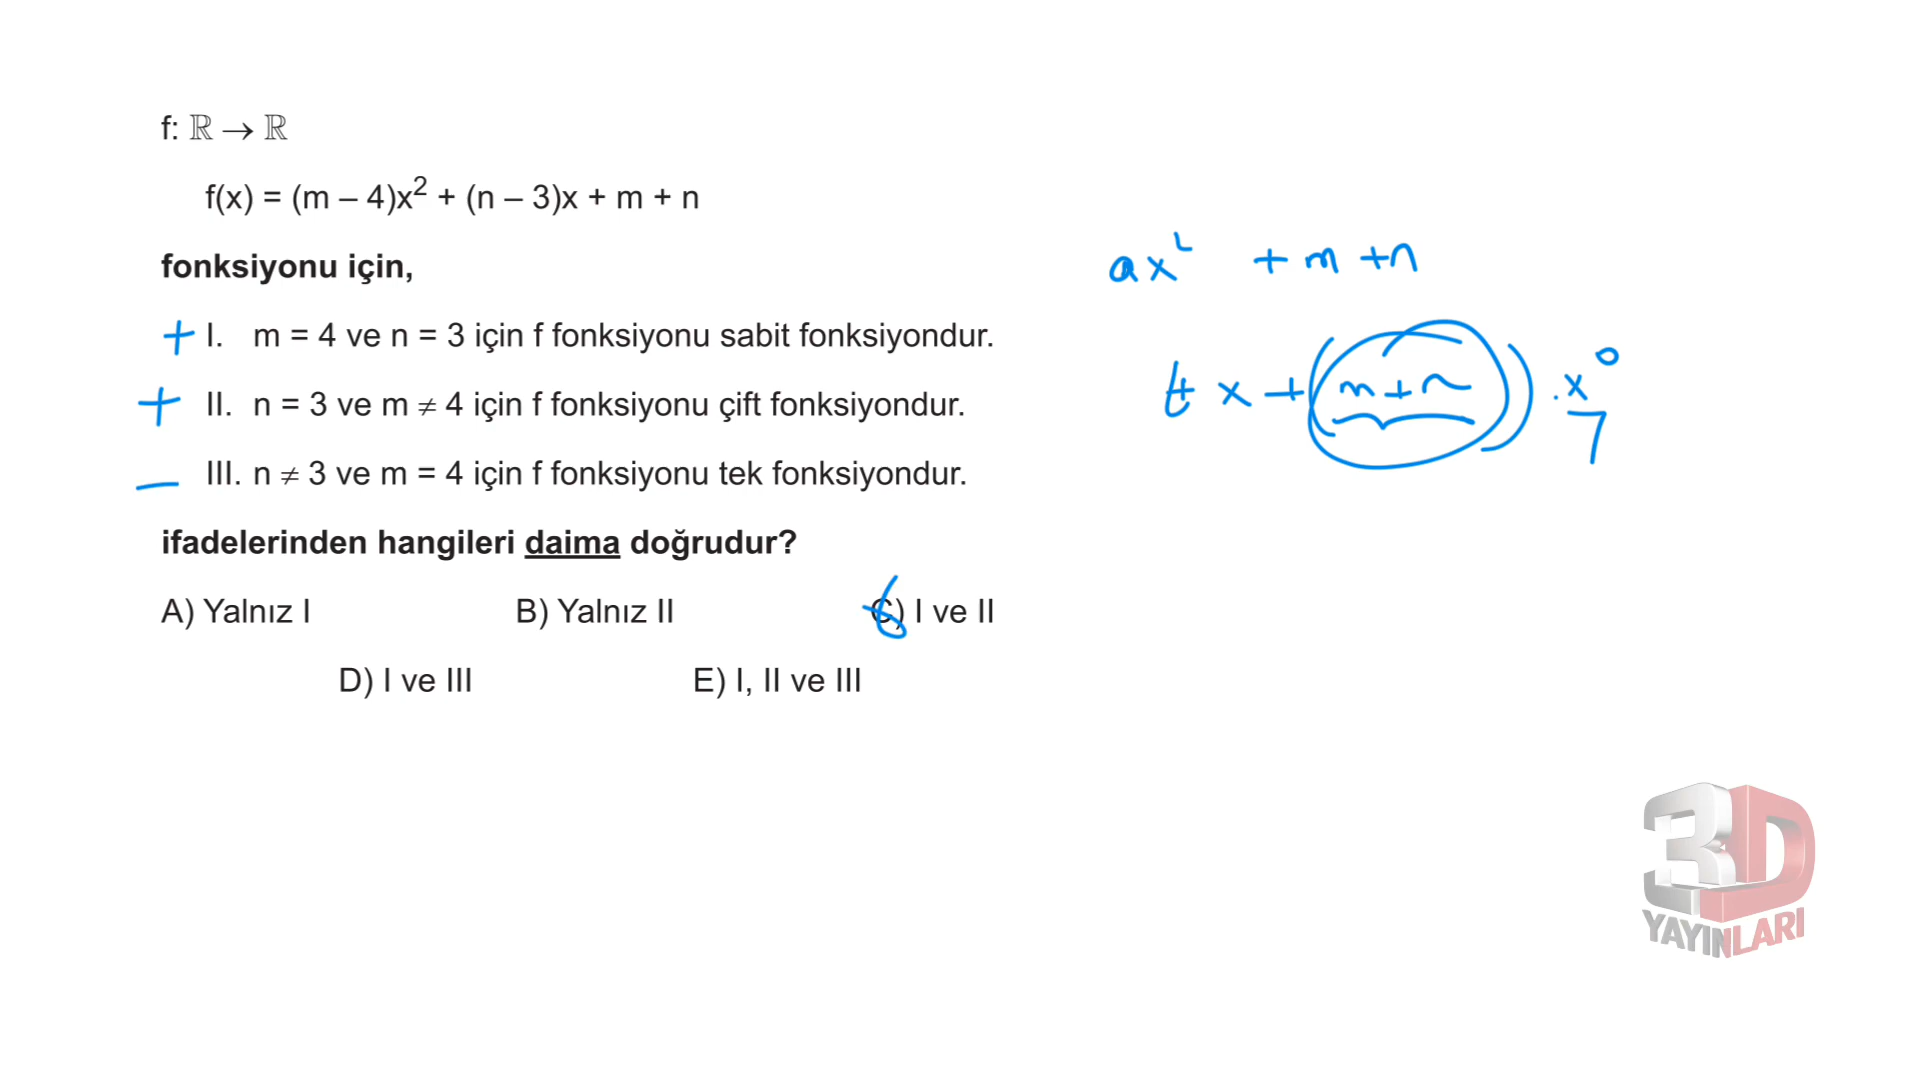 f: ℝ → ℝ
f(x) = (m – 4)x² + (n – 3)x + m + n
fonksiyonu için,
+ I. m = 4 ve n = 3 için f fonksiyonu sabit fonksiyondur.
+ II. n = 3 ve m ≠ 4 için f fonksiyonu çift fonksiyondur.
– III. n ≠ 3 ve m = 4 için f fonksiyonu tek fonksiyondur.
ifadelerinden hangileri daima doğrudur?
A) Yalnız I B) Yalnız II C) I ve II
D) I ve III E) I, II ve III
ax² + m + n
x + (m + n) . x⁰
3D
YAYINLARI